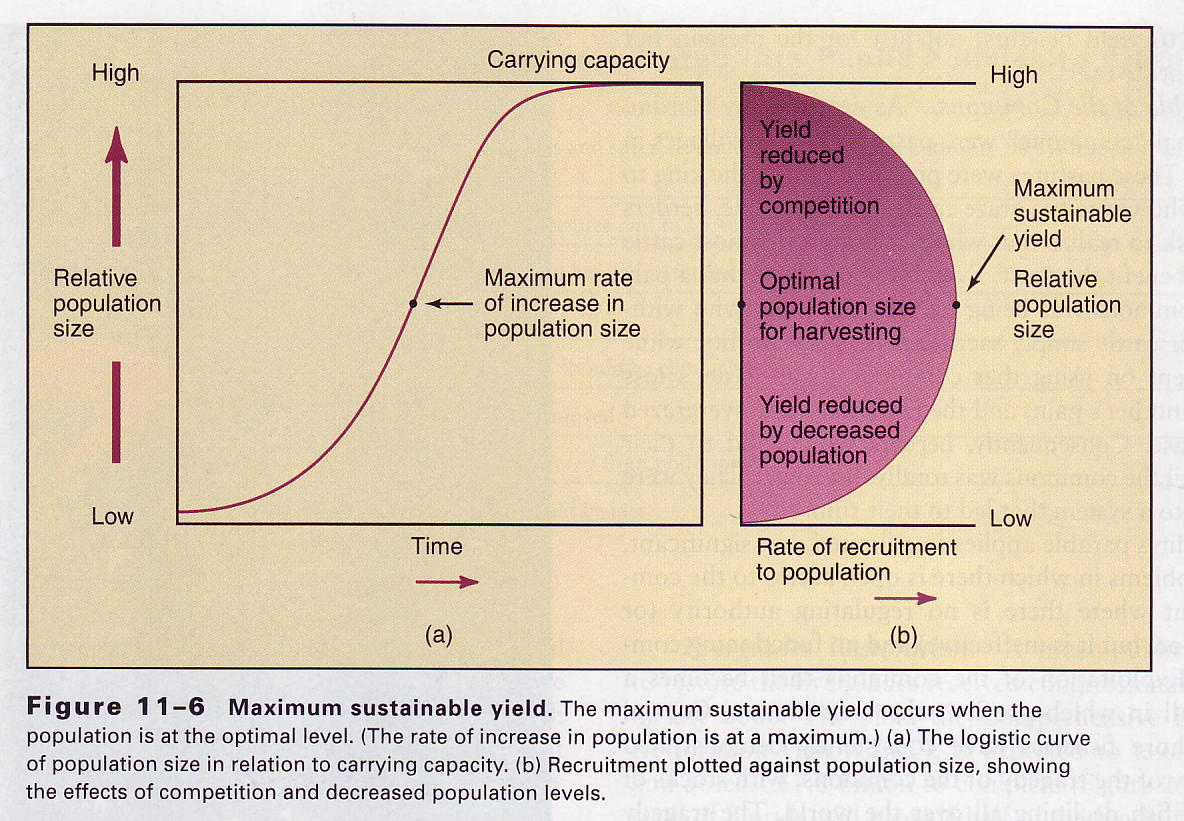 High
Carrying capacity
Relative
population
size
Maximum rate
of increase in
population size
Low
Time
(a)
High
Yield
reduced
by
competition
Maximum
sustainable
yield
Optimal
population size
for harvesting
Relative
population
size
Yield reduced
by decreased
population
Low
Rate of recruitment
to population
(b)
Figure 11–6 Maximum sustainable yield. The maximum sustainable yield occurs when the
population is at the optimal level. (The rate of increase in population is at a maximum.) (a) The logistic curve
of population size in relation to carrying capacity. (b) Recruitment plotted against population size, showing
the effects of competition and decreased population levels.